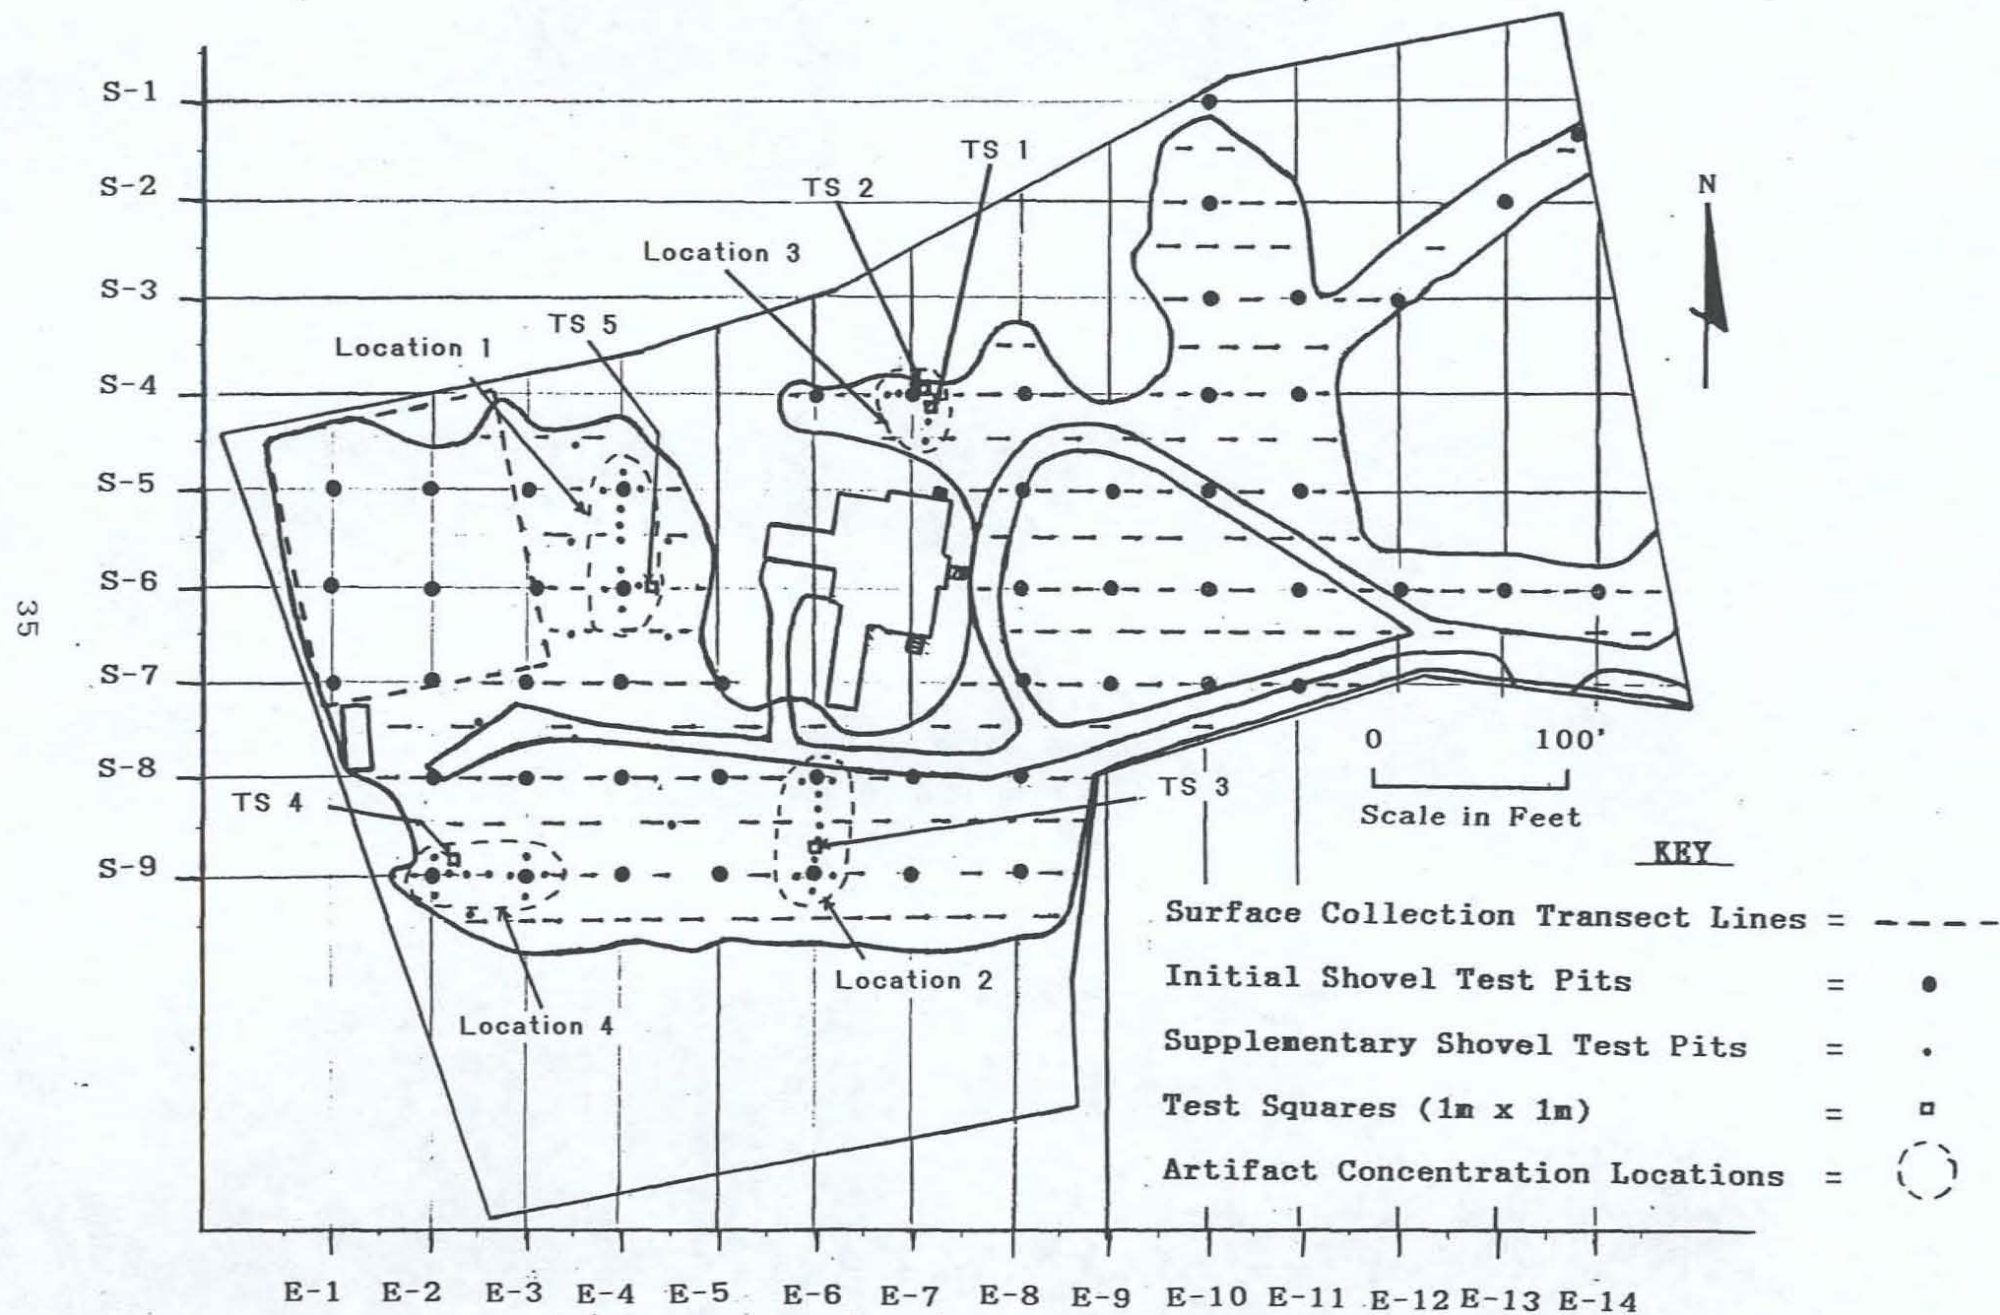 S-1
S-2
S-3
S-4
S-5
S-6
S-7
S-8
S-9
35
TS 1
TS 2
Location 3
TS 5
Location 1
N
0 100'
Scale in Feet
TS 3
TS 4
Location 2
Location 4
KEY
Surface Collection Transect Lines =
Initial Shovel Test Pits =
Supplementary Shovel Test Pits =
Test Squares (1m x 1m) =
Artifact Concentration Locations =
E-1 E-2 E-3 E-4 E-5 E-6 E-7 E-8 E-9 E-10 E-11 E-12 E-13 E-14